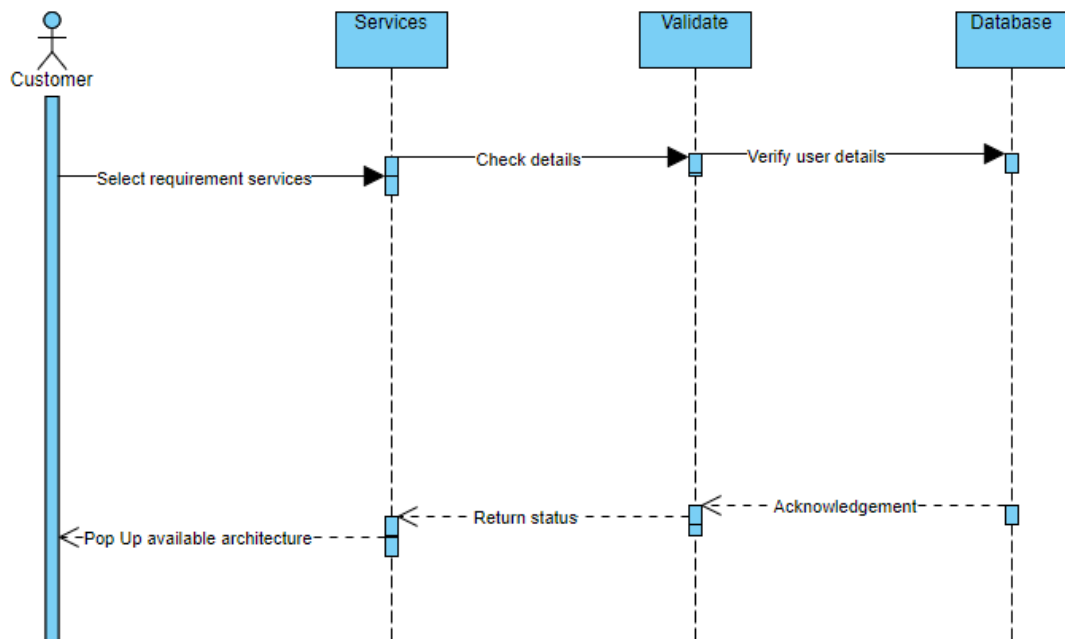 Services
Validate
Database
Customer
Check details
Verify user details
Select requirement services
Acknowledgement
Return status
Pop Up available architecture